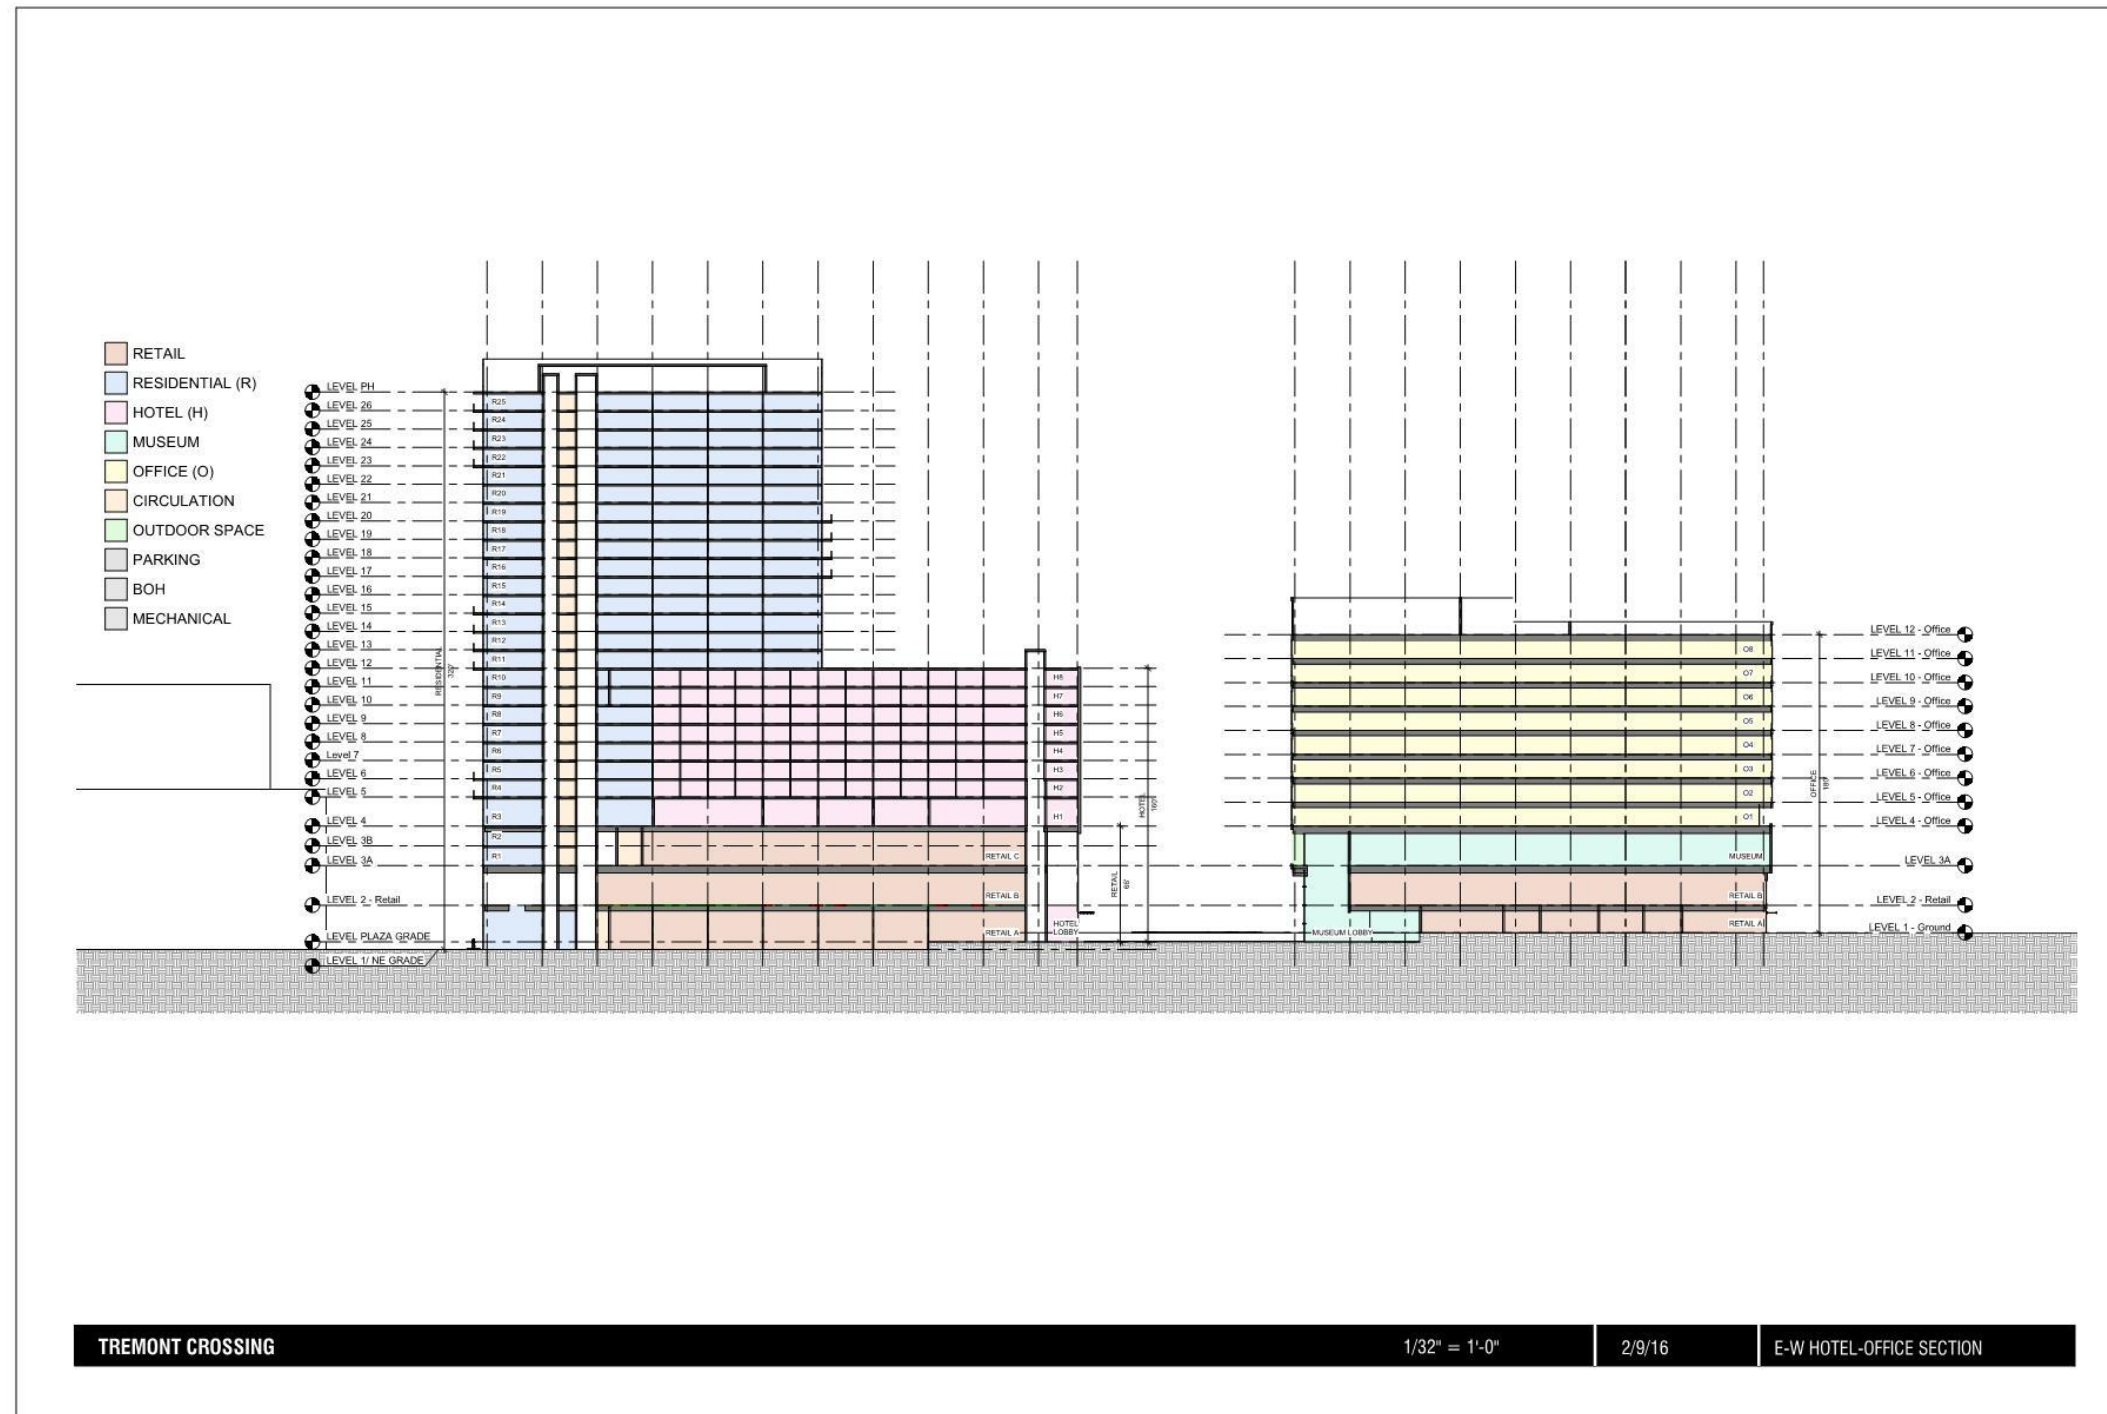 RETAIL
RESIDENTIAL (R)
HOTEL (H)
MUSEUM
OFFICE (O)
CIRCULATION
OUTDOOR SPACE
PARKING
BOH
MECHANICAL
LEVEL PH
LEVEL 26
LEVEL 25
LEVEL 24
LEVEL 23
LEVEL 22
LEVEL 21
LEVEL 20
LEVEL 19
LEVEL 18
LEVEL 17
LEVEL 16
LEVEL 15
LEVEL 14
LEVEL 13
LEVEL 12
LEVEL 11
LEVEL 10
LEVEL 9
LEVEL 8
Level 7
LEVEL 6
LEVEL 5
LEVEL 4
LEVEL 3B
LEVEL 3A
LEVEL 2 - Retail
LEVEL PLAZA GRADE
LEVEL 1/ NE GRADE
RESIDENTIAL
R25
R24
R23
R22
R21
R20
R19
R18
R17
R16
R15
R14
R13
R12
R11
R10
R9
R8
R7
R6
R5
R4
R3
R2
R1
H8
H7
H6
H5
H4
H3
H2
H1
RETAIL C
RETAIL B
RETAIL A
HOTEL
LOBBY
RETAIL
65'
HOTEL
160'
O8
O7
O6
O5
O4
O3
O2
O1
MUSEUM
RETAIL B
RETAIL A
MUSEUM LOBBY
OFFICE
LEVEL 12 - Office
LEVEL 11 - Office
LEVEL 10 - Office
LEVEL 9 - Office
LEVEL 8 - Office
LEVEL 7 - Office
LEVEL 6 - Office
LEVEL 5 - Office
LEVEL 4 - Office
LEVEL 3A
LEVEL 2 - Retail
LEVEL 1 - Ground
TREMONT CROSSING
1/32" = 1'-0"
2/9/16
E-W HOTEL-OFFICE SECTION